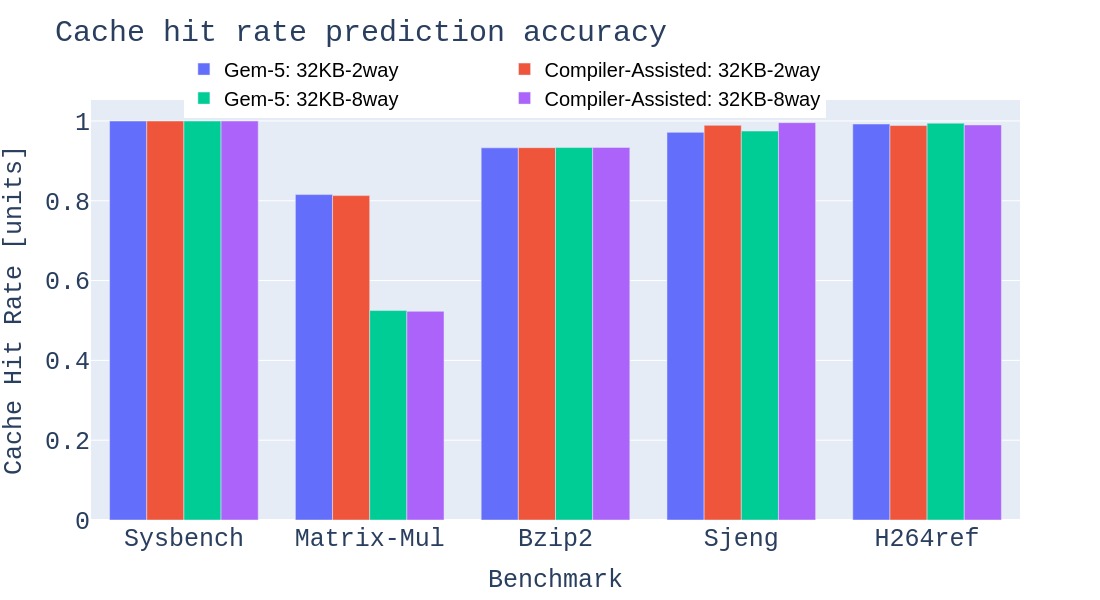 Cache hit rate prediction accuracy
Gem-5: 32KB-2way
Compiler-Assisted: 32KB-2way
Gem-5: 32KB-8way
Compiler-Assisted: 32KB-8way
Cache Hit Rate [units]
1
0.8
0.6
0.4
0.2
0
Sysbench
Matrix-Mul
Bzip2
Sjeng
H264ref
Benchmark